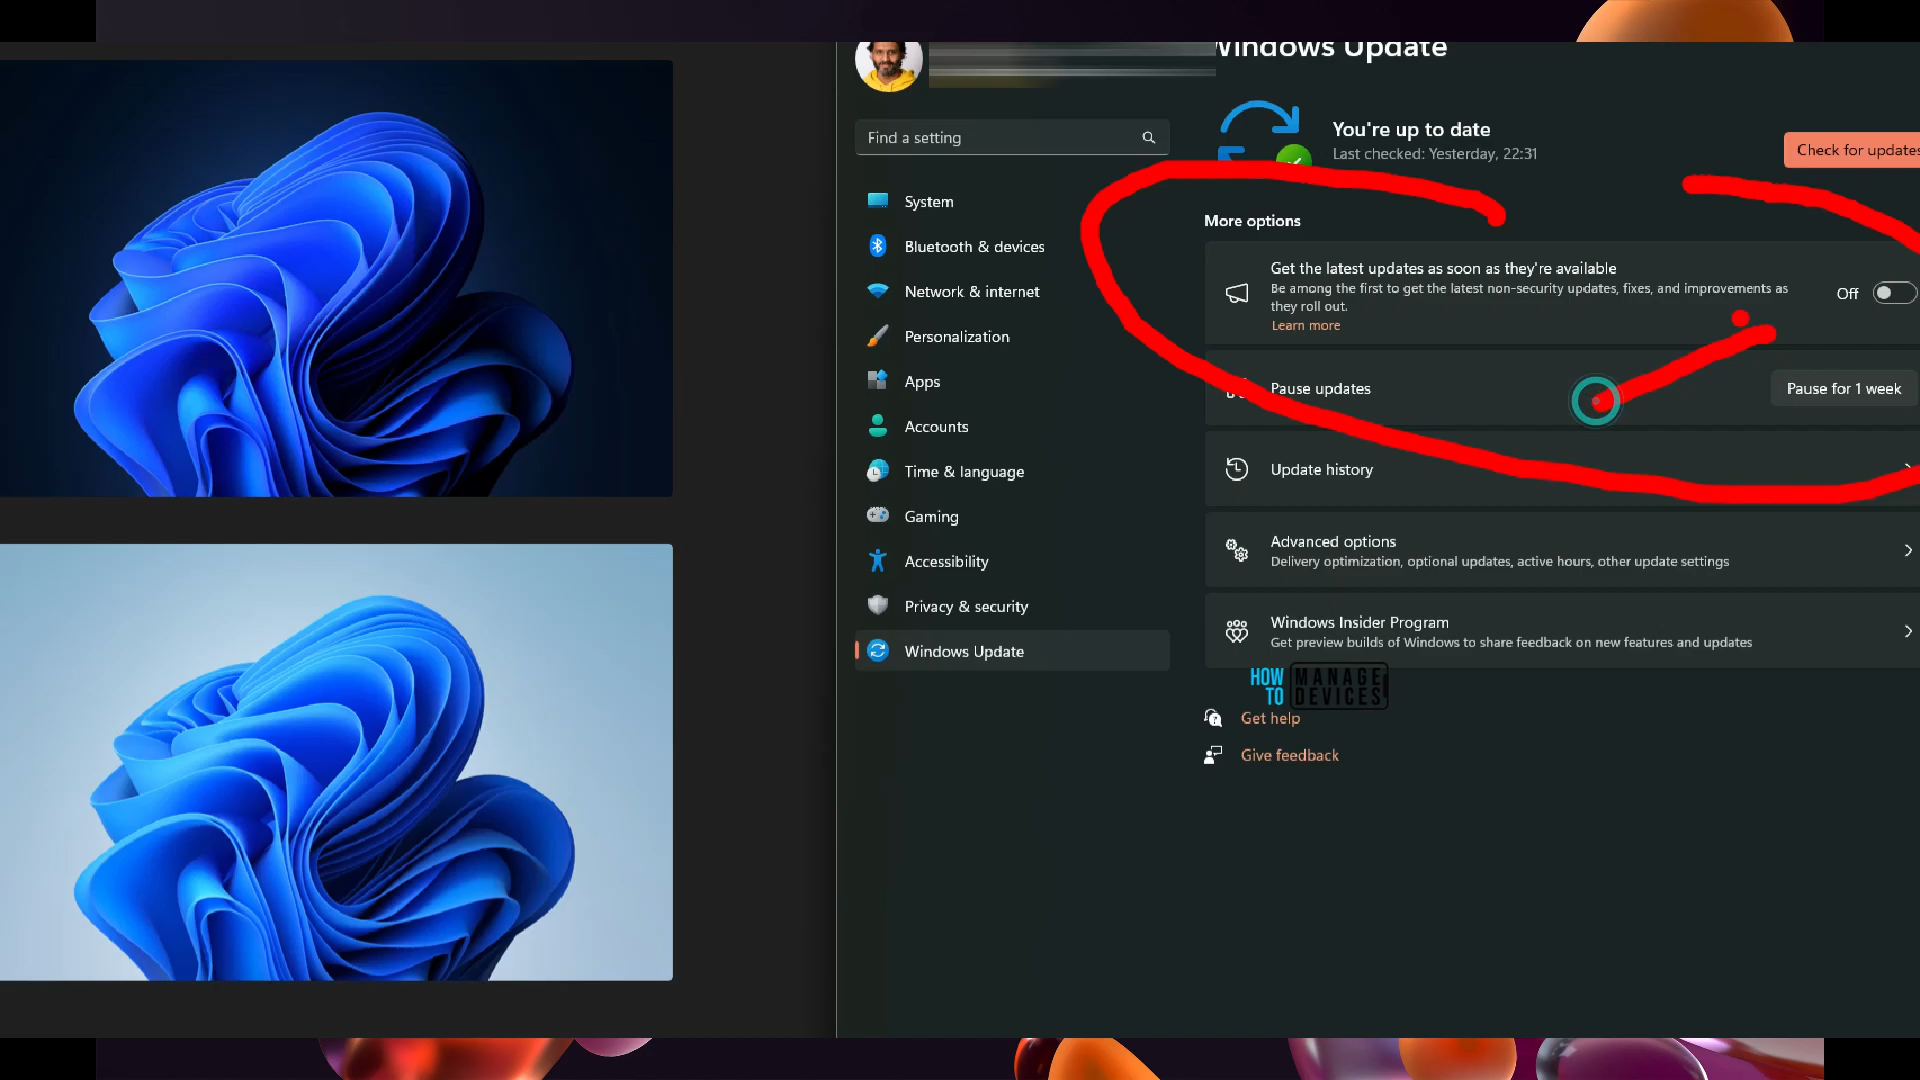 Windows Update
Find a setting
You're up to date
Last checked: Yesterday, 22:31
Check for updates
System
Bluetooth & devices
Network & internet
Personalization
Apps
Accounts
Time & language
Gaming
Accessibility
Privacy & security
Windows Update
More options
Get the latest updates as soon as they're available
Be among the first to get the latest non-security updates, fixes, and improvements as
they roll out.
Learn more
Off
Pause updates
Pause for 1 week
Update history
Advanced options
Delivery optimization, optional updates, active hours, other update settings
Windows Insider Program
Get preview builds of Windows to share feedback on new features and updates
HOW TO
MANAGE DEVICES
Get help
Give feedback